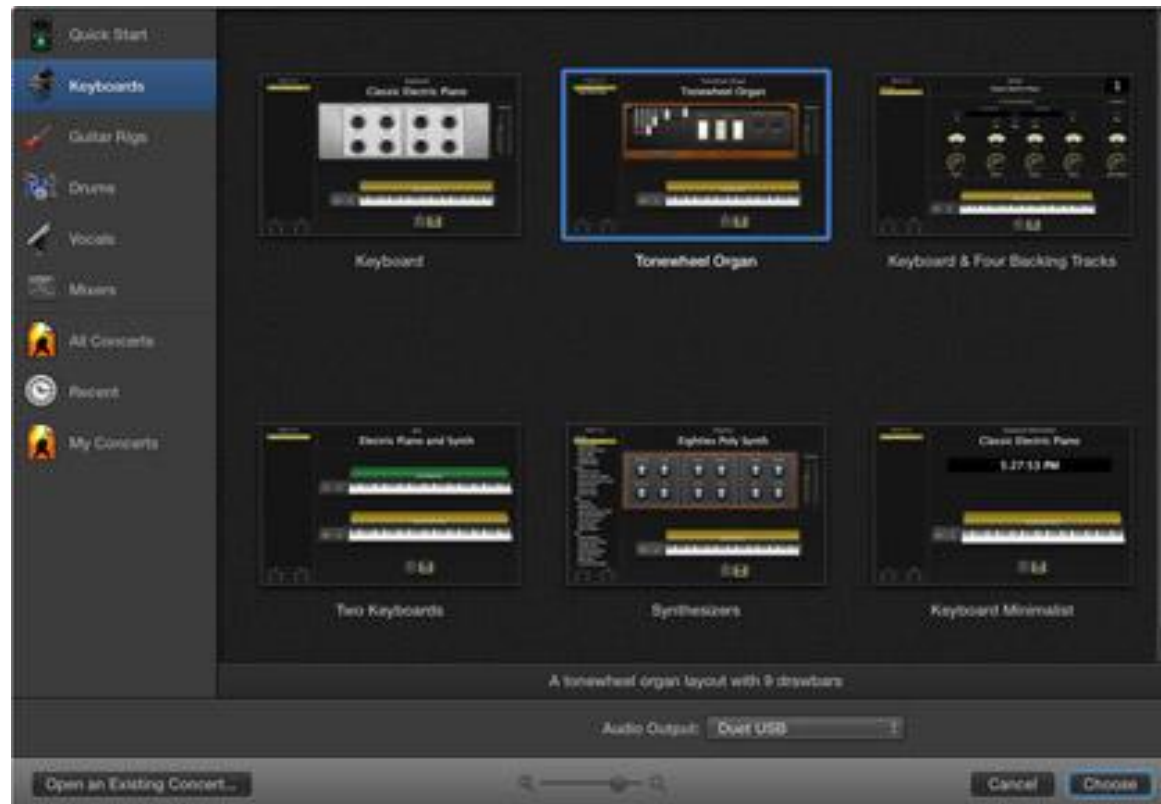 Quick Start
Keyboards
Guitar Rigs
Drums
Vocals
Mixers
All Concerts
Recent
My Concerts
Classic Electric Piano
Keyboard
Tonewheel Organ
Tonewheel Organ
Keyboard & Four Backing Tracks
Electric Piano and Synth
Two Keyboards
Eighties Poly Synth
Synthesizers
Classic Electric Piano
5:27:53 PM
Keyboard Minimalist
A tonewheel organ layout with 9 drawbars
Audio Output: Duet USB
Open an Existing Concert...
Cancel
Choose